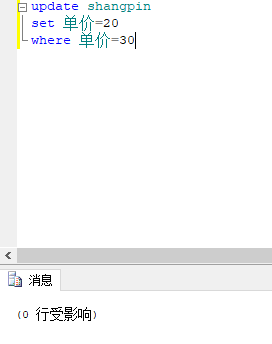 update shangpin
set 单价=20
where 单价=30
消息
(0 行受影响)